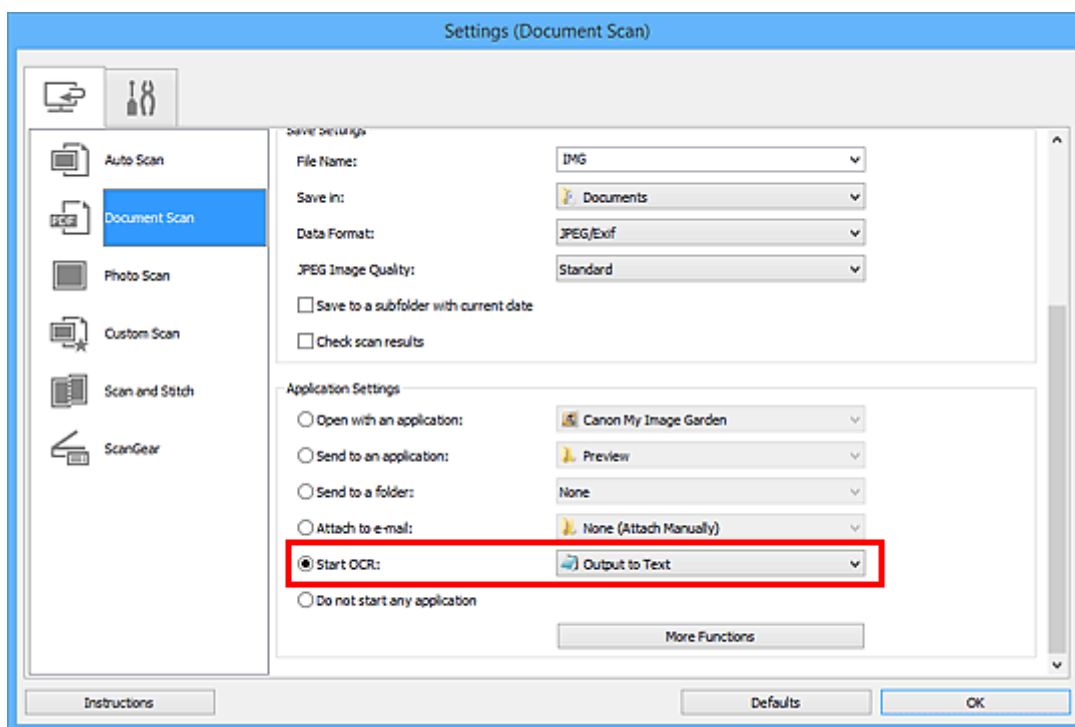 Settings (Document Scan)
Auto Scan
Document Scan
Photo Scan
Custom Scan
Scan and Stitch
ScanGear
Save Settings
File Name: IMG
Save in: Documents
Data Format: JPEG/Exif
JPEG Image Quality: Standard
Save to a subfolder with current date
Check scan results
Application Settings
Open with an application: Canon My Image Garden
Send to an application: Preview
Send to a folder: None
Attach to e-mail: None (Attach Manually)
Start OCR: Output to Text
Do not start any application
More Functions
Instructions Defaults OK